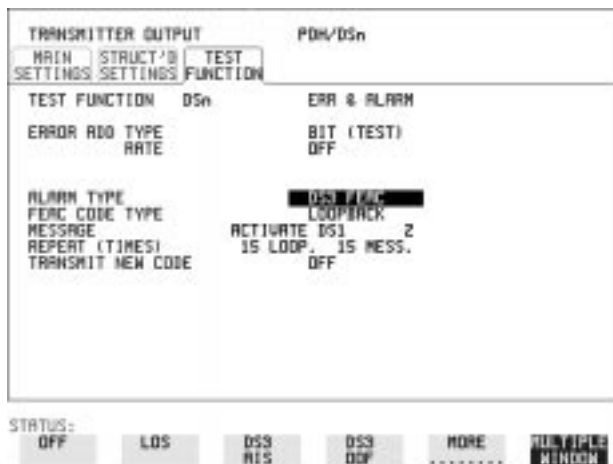 TRANSMITTER OUTPUT PDH/DSn
MAIN STRUCT'D TEST
SETTINGS SETTINGS FUNCTION
TEST FUNCTION DSn ERR & ALARM
ERROR ADD TYPE BIT (TEST)
RATE OFF
ALARM TYPE DS3 FEAC
FEAC CODE TYPE LOOPBACK
MESSAGE ACTIVATE DS1 2
REPEAT (TIMES) 15 LOOP, 15 MESS.
TRANSMIT NEW CODE OFF
STATUS:
OFF LOS DS3 DS3 MORE MULTIPLE
AIS OOF ........ WINDOW